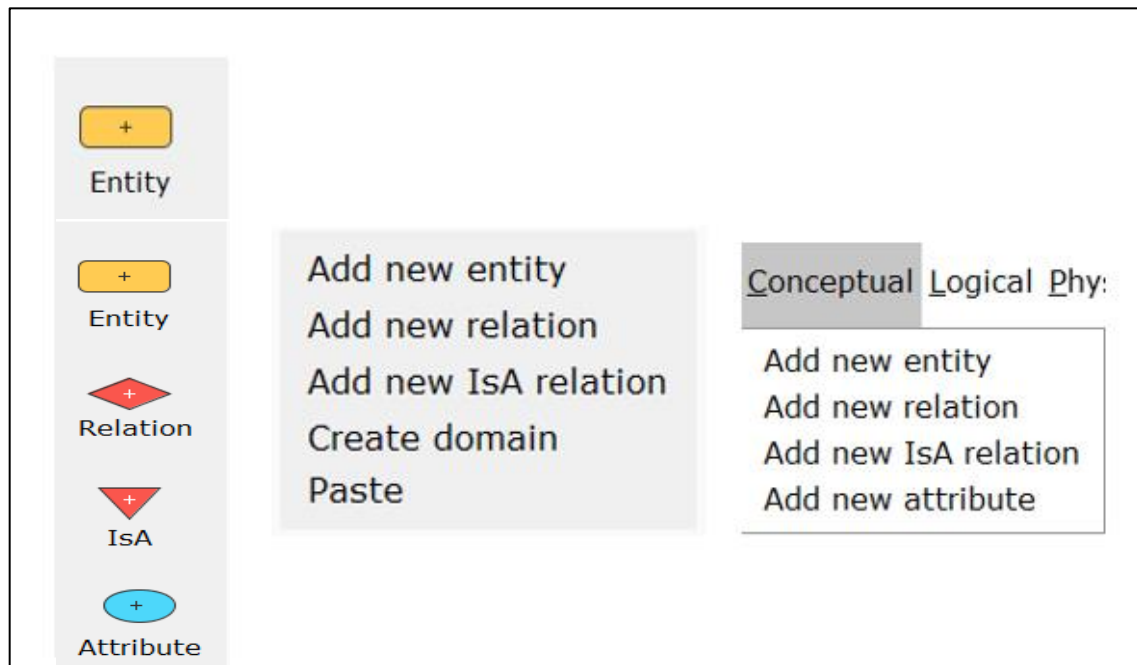 +
Entity
+
Entity
+
Relation
+
IsA
+
Attribute
Add new entity
Add new relation
Add new IsA relation
Create domain
Paste
Conceptual Logical Phy
Add new entity
Add new relation
Add new IsA relation
Add new attribute